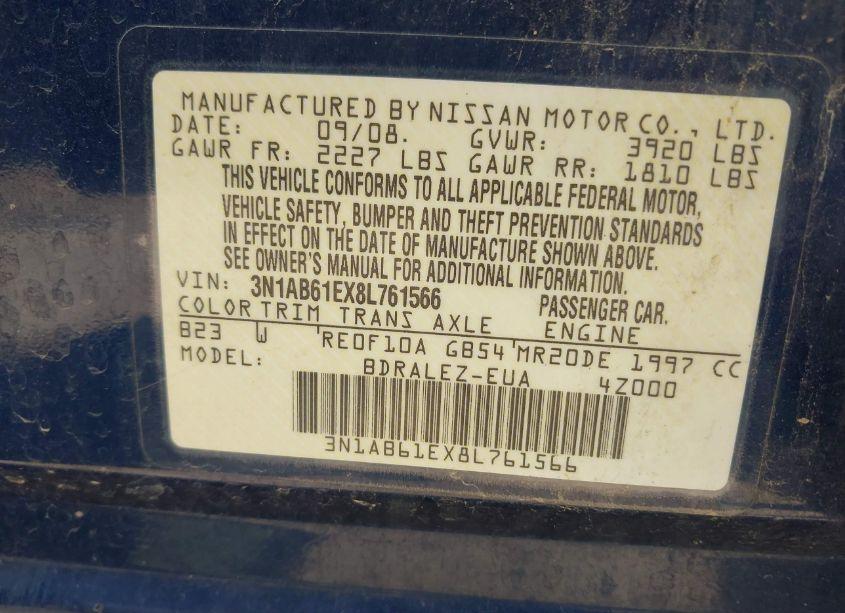 MANUFACTURED BY NISSAN MOTOR CO., LTD.
DATE: 09/08. GVWR: 3920 LBS
GAWR FR: 2227 LBS GAWR RR: 1810 LBS
THIS VEHICLE CONFORMS TO ALL APPLICABLE FEDERAL MOTOR,
VEHICLE SAFETY, BUMPER AND THEFT PREVENTION STANDARDS
IN EFFECT ON THE DATE OF MANUFACTURE SHOWN ABOVE.
SEE OWNER'S MANUAL FOR ADDITIONAL INFORMATION.
VIN: 3N1AB61EX8L761566 PASSENGER CAR.
COLOR TRIM TRANS AXLE ENGINE
B23 W RE0F10A GB54 MR20DE 1997 CC
MODEL: BDRALEZ-EUA 4Z000
3N1AB61EX8L761566